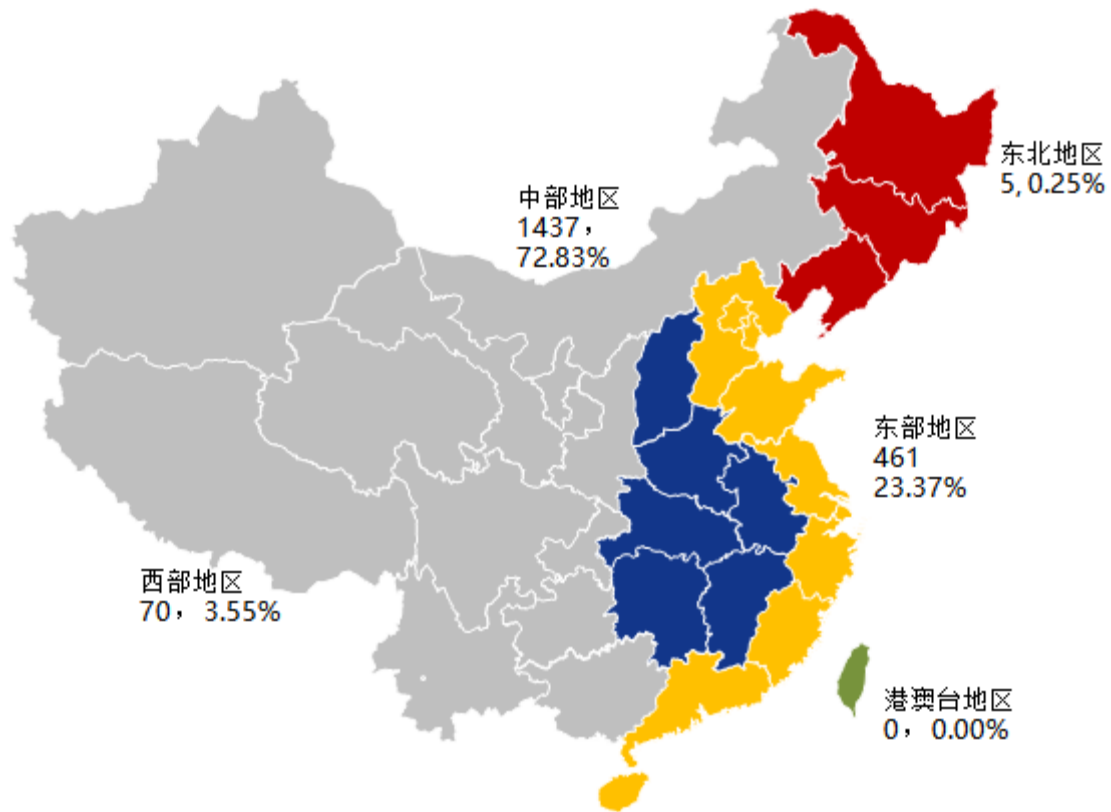 东北地区
5, 0.25%
中部地区
1437，
72.83%
东部地区
461
23.37%
西部地区
70， 3.55%
港澳台地区
0， 0.00%